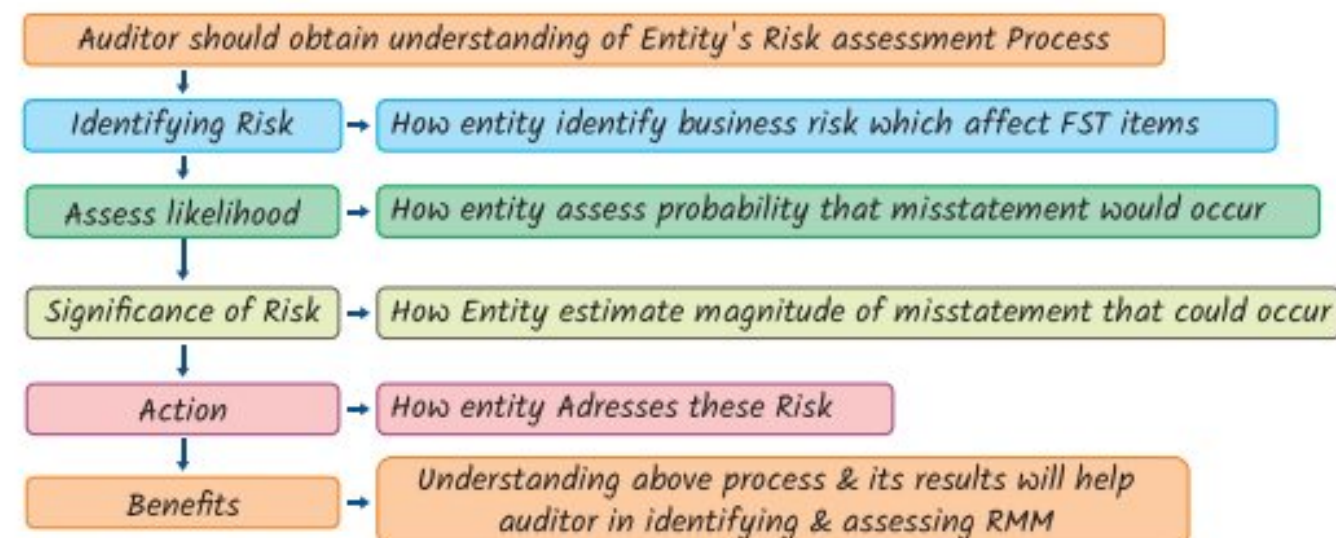 Auditor should obtain understanding of Entity's Risk assessment Process
Identifying Risk
How entity identify business risk which affect FST items
Assess likelihood
How entity assess probability that misstatement would occur
Significance of Risk
How Entity estimate magnitude of misstatement that could occur
Action
How entity Adresses these Risk
Benefits
Understanding above process & its results will help
auditor in identifying & assessing RMM